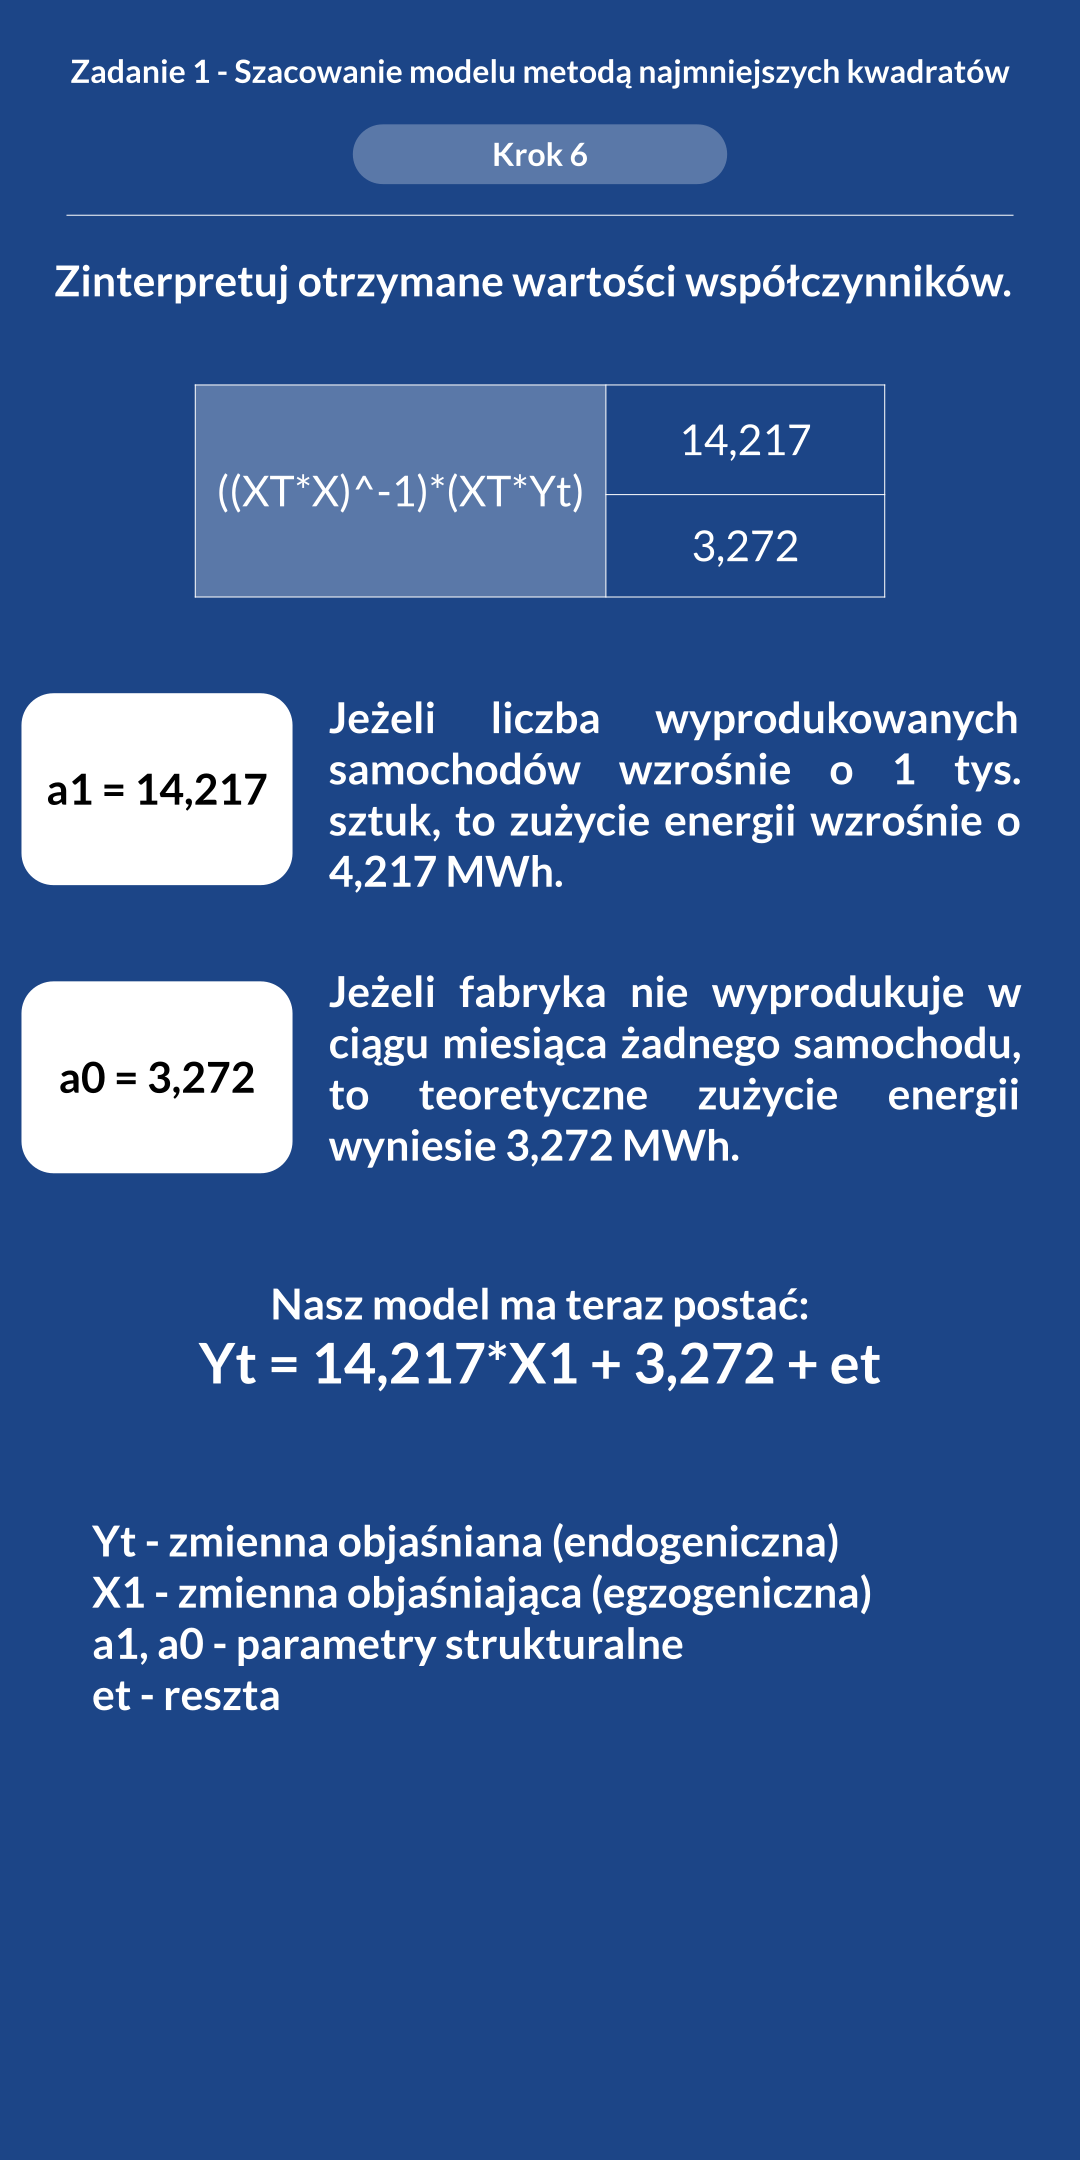 Zadanie 1 - Szacowanie modelu metodą najmniejszych kwadratów
Krok 6
Zinterpretuj otrzymane wartości współczynników.
((XT*X)^-1)*(XT*Yt)
14,217
3,272
a1 = 14,217
Jeżeli liczba wyprodukowanych
samochodów wzrośnie o 1 tys.
sztuk, to zużycie energii wzrośnie o
4,217 MWh.
a0 = 3,272
Jeżeli fabryka nie wyprodukuje w
ciągu miesiąca żadnego samochodu,
to teoretyczne zużycie energii
wyniesie 3,272 MWh.
Nasz model ma teraz postać:
Yt = 14,217*X1 + 3,272 + et
Yt - zmienna objaśniana (endogeniczna)
X1 - zmienna objaśniająca (egzogeniczna)
a1, a0 - parametry strukturalne
et - reszta